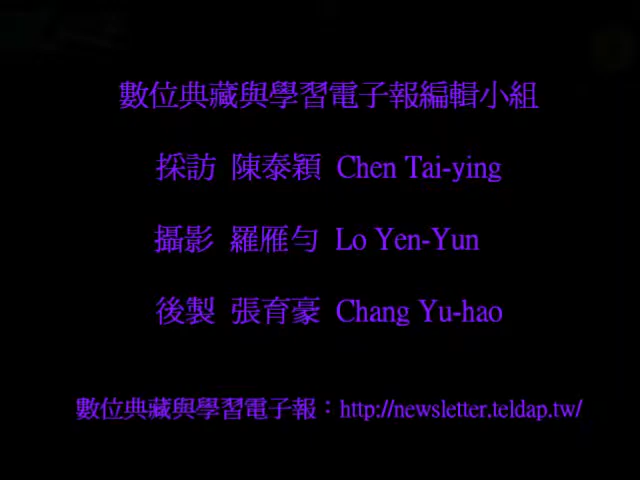 數位典藏與學習電子報編輯小組
採訪 陳泰穎 Chen Tai-ying
攝影 羅雁勻 Lo Yen-Yun
後製 張育豪 Chang Yu-hao
數位典藏與學習電子報：http://newsletter.teldap.tw/